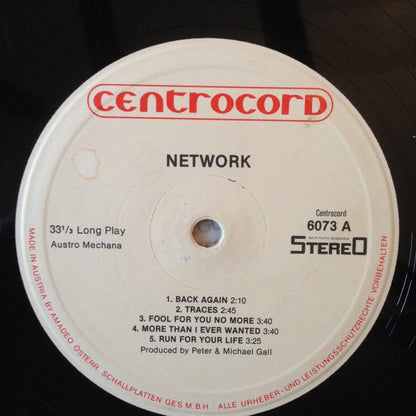 centrocord
NETWORK
33 1/3 Long Play
Austro Mechana
Centrocord
6073 A
STEREO
1. BACK AGAIN 2:10
2. TRACES 2:45
3. FOOL FOR YOU NO MORE 3:40
4. MORE THAN I EVER WANTED 3:40
5. RUN FOR YOUR LIFE 3:25
Produced by Peter & Michael Gall
MADE IN AUSTRIA BY AMADEO ÖSTERR. SCHALLPLATTEN GES M B H · ALLE URHEBER- UND LEISTUNGSSCHUTZRECHTE VORBEHALTEN